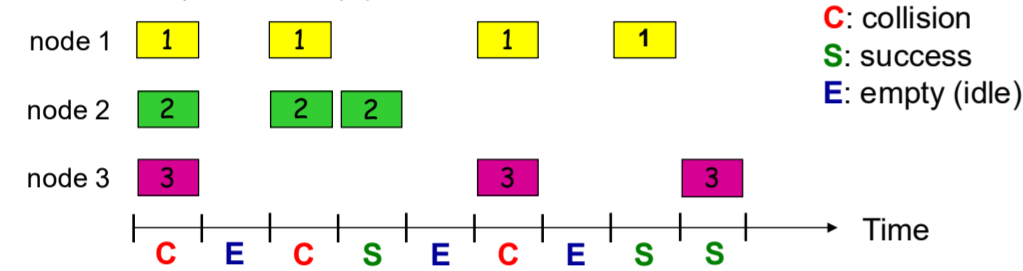 node 1 1 1 1 1
node 2 2 2 2
node 3 3 3 3
Time
C E C S E C E S S
C: collision
S: success
E: empty (idle)